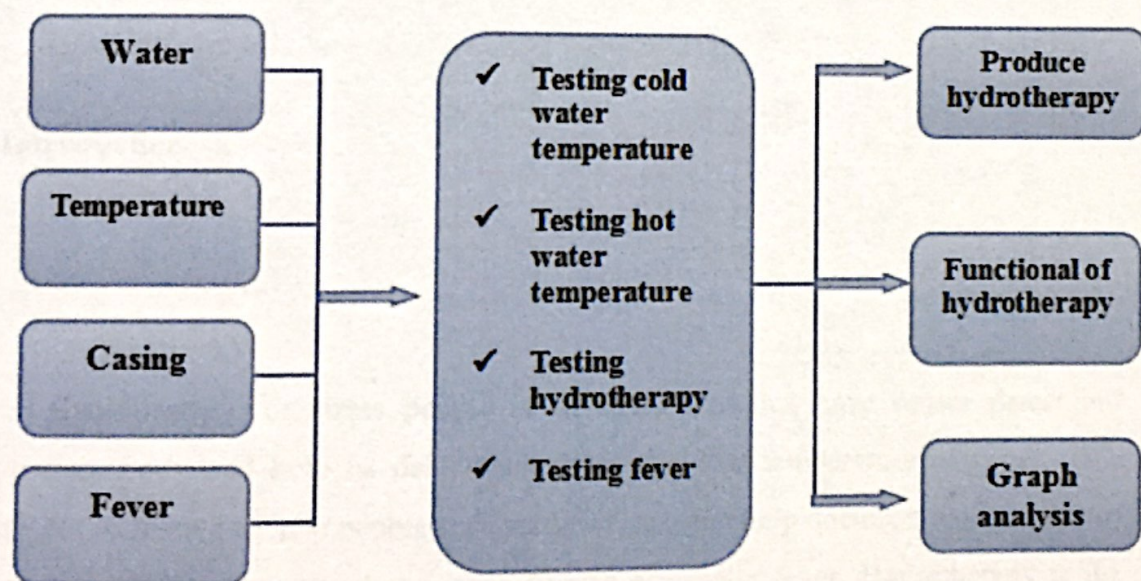 Water
Temperature
Casing
Fever
✓ Testing cold
water
temperature
✓ Testing hot
water
temperature
✓ Testing
hydrotherapy
✓ Testing fever
Produce
hydrotherapy
Functional of
hydrotherapy
Graph
analysis